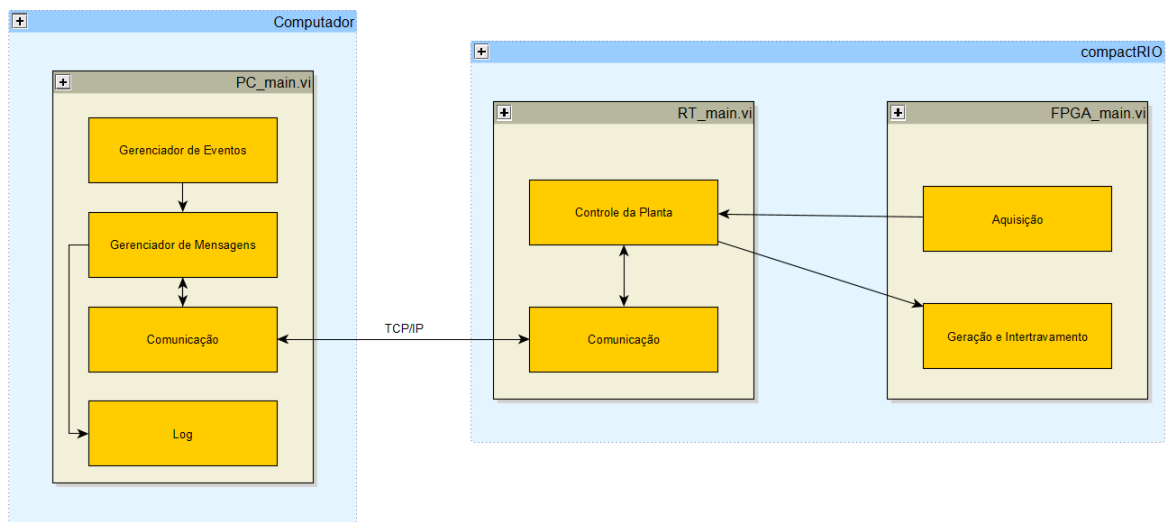 Computador
PC_main.vi
Gerenciador de Eventos
Gerenciador de Mensagens
Comunicação
Log
TCP/IP
compactRIO
RT_main.vi
Controle da Planta
Comunicação
FPGA_main.vi
Aquisição
Geração e Intertravamento